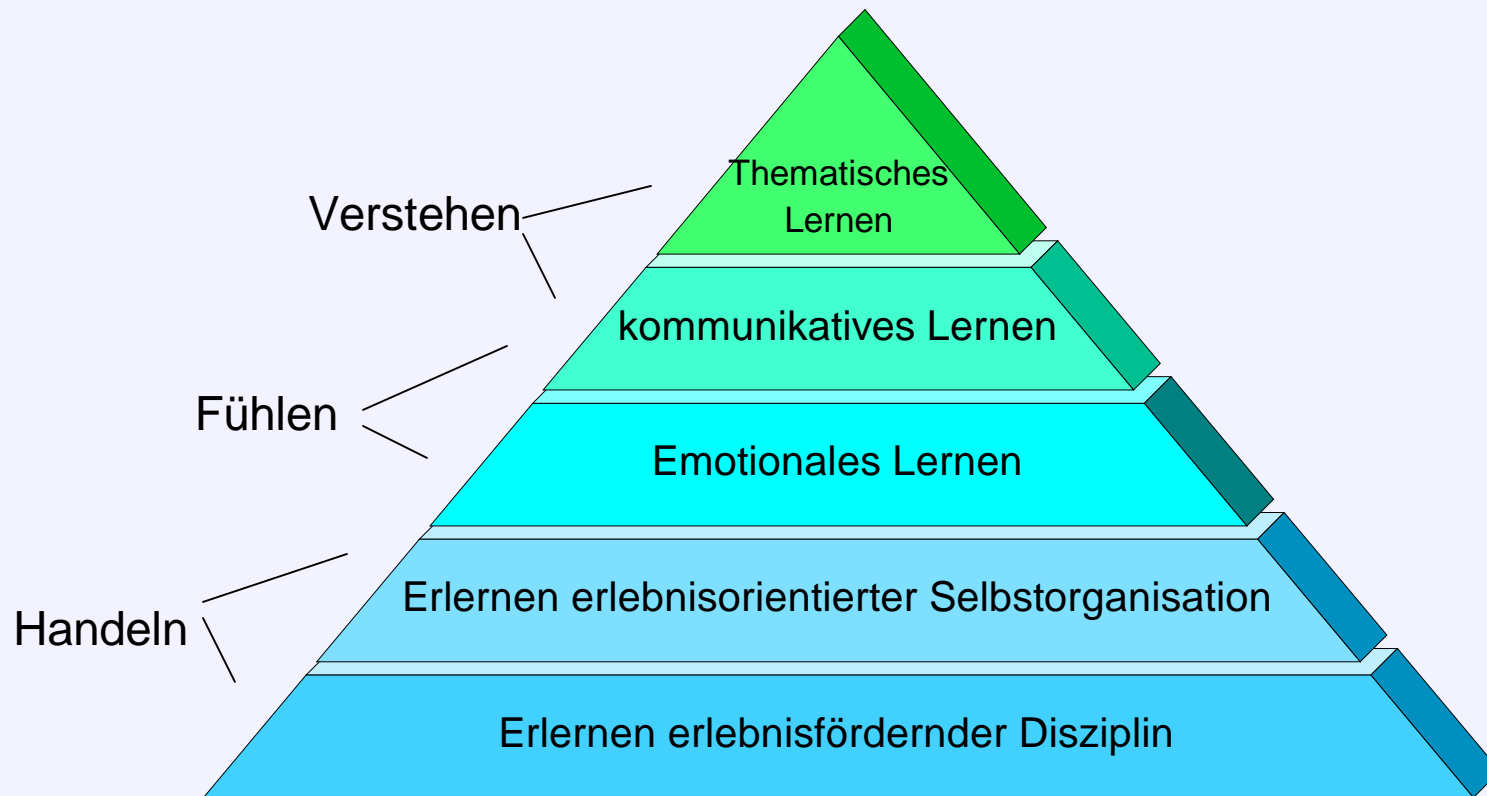 Thematisches
Lernen
Verstehen
kommunikatives Lernen
Fühlen
Emotionales Lernen
Erlernen erlebnisorientierter Selbstorganisation
Handeln
Erlernen erlebnisfördernder Disziplin